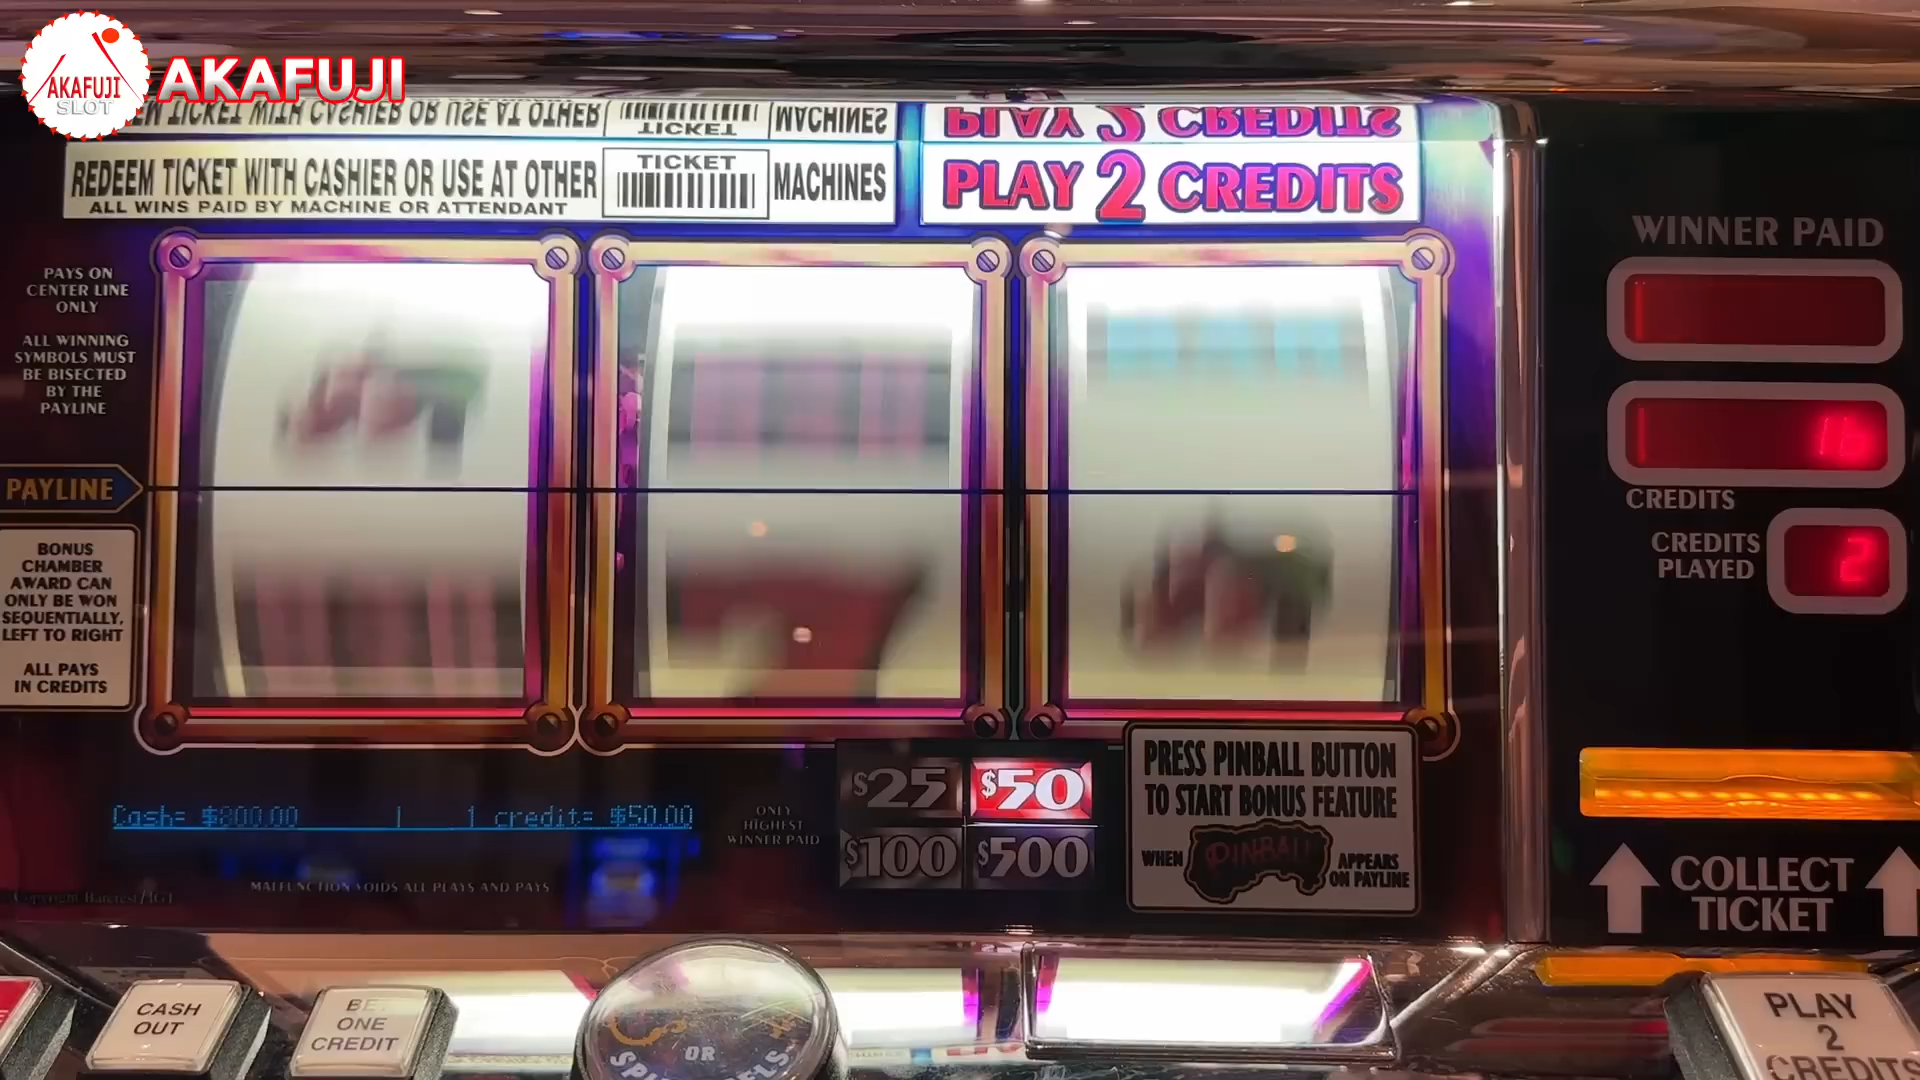 AKAFUJI
SLOT
AKAFUJI
REDEEM TICKET WITH CASHIER OR USE AT OTHER
TICKET
MACHINES
ALL WINS PAID BY MACHINE OR ATTENDANT
PLAY 2 CREDITS
PAYS ON
CENTER LINE
ONLY
ALL WINNING
SYMBOLS MUST
BE BISECTED
BY THE
PAYLINE
PAYLINE
BONUS
CHAMBER
AWARD CAN
ONLY BE WON
SEQUENTIALLY,
LEFT TO RIGHT
ALL PAYS
IN CREDITS
WINNER PAID
16
CREDITS
CREDITS
PLAYED
2
Cash= $800.00 | 1 credit= $50.00
ONLY
HIGHEST
WINNER PAID
$25
$50
$100
$500
PRESS PINBALL BUTTON
TO START BONUS FEATURE
WHEN PINBALL APPEARS
ON PAYLINE
MALFUNCTION VOIDS ALL PLAYS AND PAYS
COLLECT
TICKET
CASH
OUT
BET
ONE
CREDIT
OR
PLAY
2
CREDITS